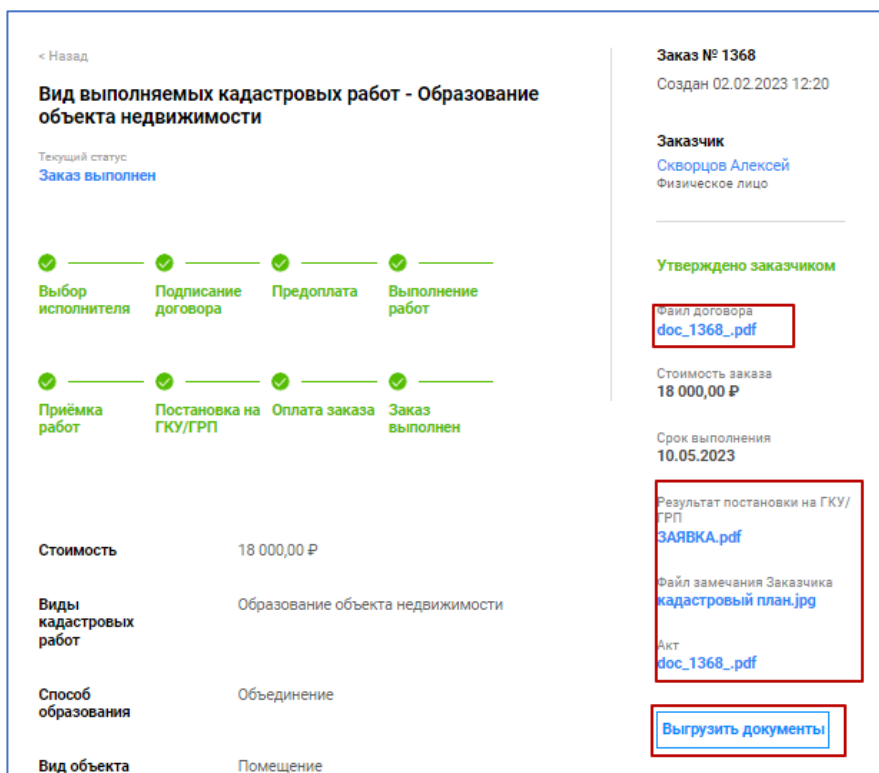 < Назад
Вид выполняемых кадастровых работ - Образование
объекта недвижимости
Текущий статус
Заказ выполнен
Выбор
исполнителя
Подписание
договора
Предоплата
Выполнение
работ
Приёмка
работ
Постановка на
ГКУ/ГРП
Оплата заказа
Заказ
выполнен
Стоимость
18 000,00 ₽
Виды
кадастровых
работ
Образование объекта недвижимости
Способ
образования
Объединение
Вид объекта
Помещение
Заказ № 1368
Создан 02.02.2023 12:20
Заказчик
Скворцов Алексей
Физическое лицо
Утверждено заказчиком
Файл договора
doc_1368_.pdf
Стоимость заказа
18 000,00 ₽
Срок выполнения
10.05.2023
Результат постановки на ГКУ/
ГРП
ЗАЯВКА.pdf
Файл замечания Заказчика
кадастровый план.jpg
Акт
doc_1368_.pdf
Выгрузить документы